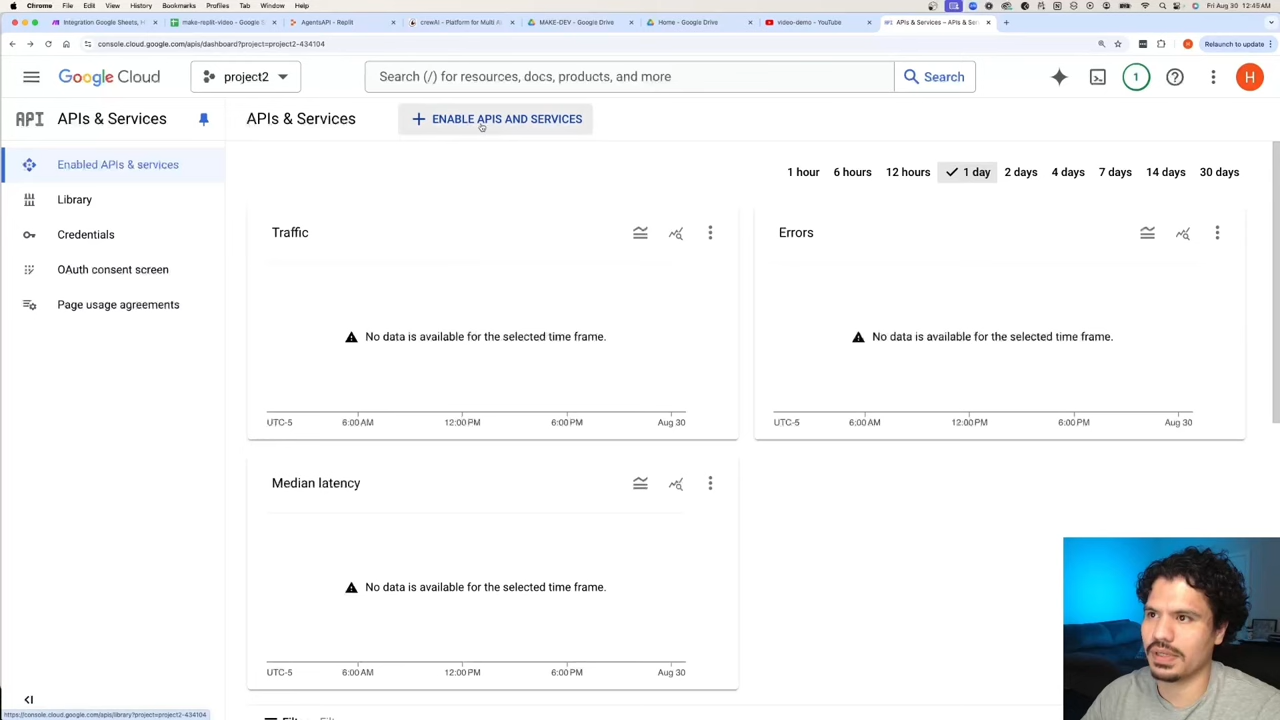 Chrome File Edit View History Bookmarks Profiles Tab Window Help
Fri Aug 30 12:45AM
Integration Google Sheets, H
make-replit-video - Google S
AgentsAPI - Replit
crewAI - Platform for Multi A
MAKE-DEV - Google Drive
Home - Google Drive
video-demo - YouTube
APIs & Services – APIs & Ser
console.cloud.google.com/apis/dashboard?project=project2-434104
Relaunch to update
Google Cloud
project2
Search (/) for resources, docs, products, and more
Search
1
H
API APIs & Services
APIs & Services
ENABLE APIS AND SERVICES
Enabled APIs & services
Library
Credentials
OAuth consent screen
Page usage agreements
1 hour 6 hours 12 hours 1 day 2 days 4 days 7 days 14 days 30 days
Traffic
No data is available for the selected time frame.
UTC-5 6:00 AM 12:00 PM 6:00 PM Aug 30
Errors
No data is available for the selected time frame.
UTC-5 6:00 AM 12:00 PM 6:00 PM Aug 30
Median latency
No data is available for the selected time frame.
UTC-5 6:00 AM 12:00 PM 6:00 PM Aug 30
https://console.cloud.google.com/apis/library?project=project2-434104